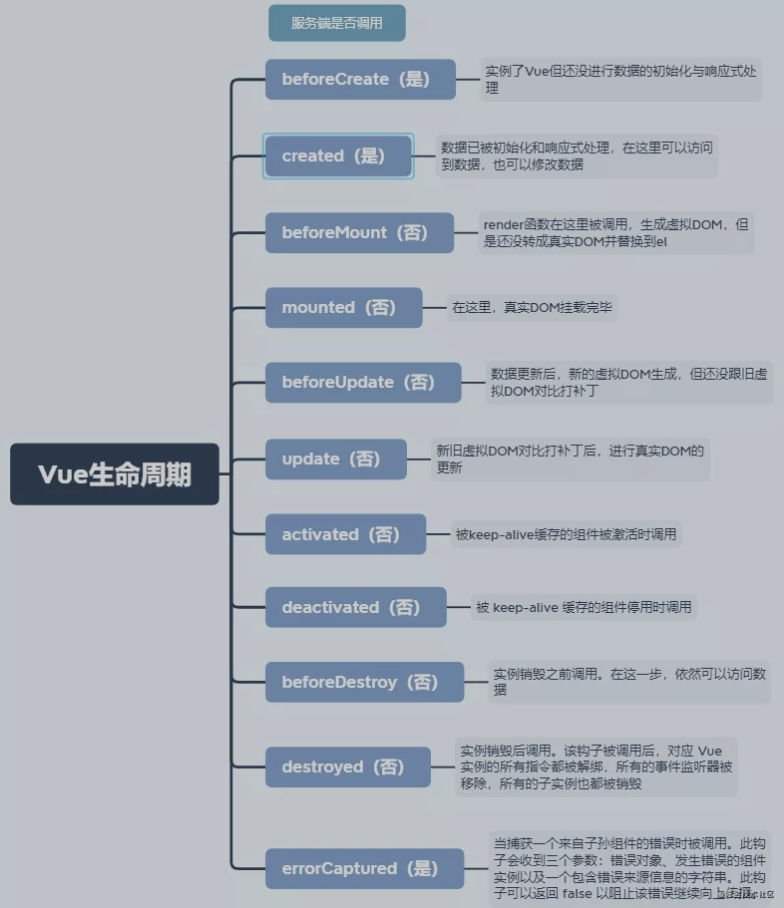 服务端是否调用
beforeCreate（是）
实例了Vue但还没进行数据的初始化与响应式处
理
created（是）
数据已被初始化和响应式处理，在这里可以访问
到数据，也可以修改数据
beforeMount（否）
render函数在这里被调用，生成虚拟DOM，但
是还没转成真实DOM并替换到el
mounted（否）
在这里，真实DOM挂载完毕
beforeUpdate（否）
数据更新后，新的虚拟DOM生成，但还没跟旧虚
拟DOM对比打补丁
Vue生命周期
update（否）
新旧虚拟DOM对比打补丁后，进行真实DOM的
更新
activated（否）
被keep-alive缓存的组件被激活时调用
deactivated（否）
被 keep-alive 缓存的组件停用时调用
beforeDestroy（否）
实例销毁之前调用。在这一步，依然可以访问数
据
destroyed（否）
实例销毁后调用。该钩子被调用后，对应 Vue
实例的所有指令都被解绑，所有的事件监听器被
移除，所有的子实例也都被销毁
errorCaptured（是）
当捕获一个来自子孙组件的错误时被调用。此钩
子会收到三个参数：错误对象、发生错误的组件
实例以及一个包含错误来源信息的字符串。此钩
子可以返回 false 以阻止该错误继续向上传播。